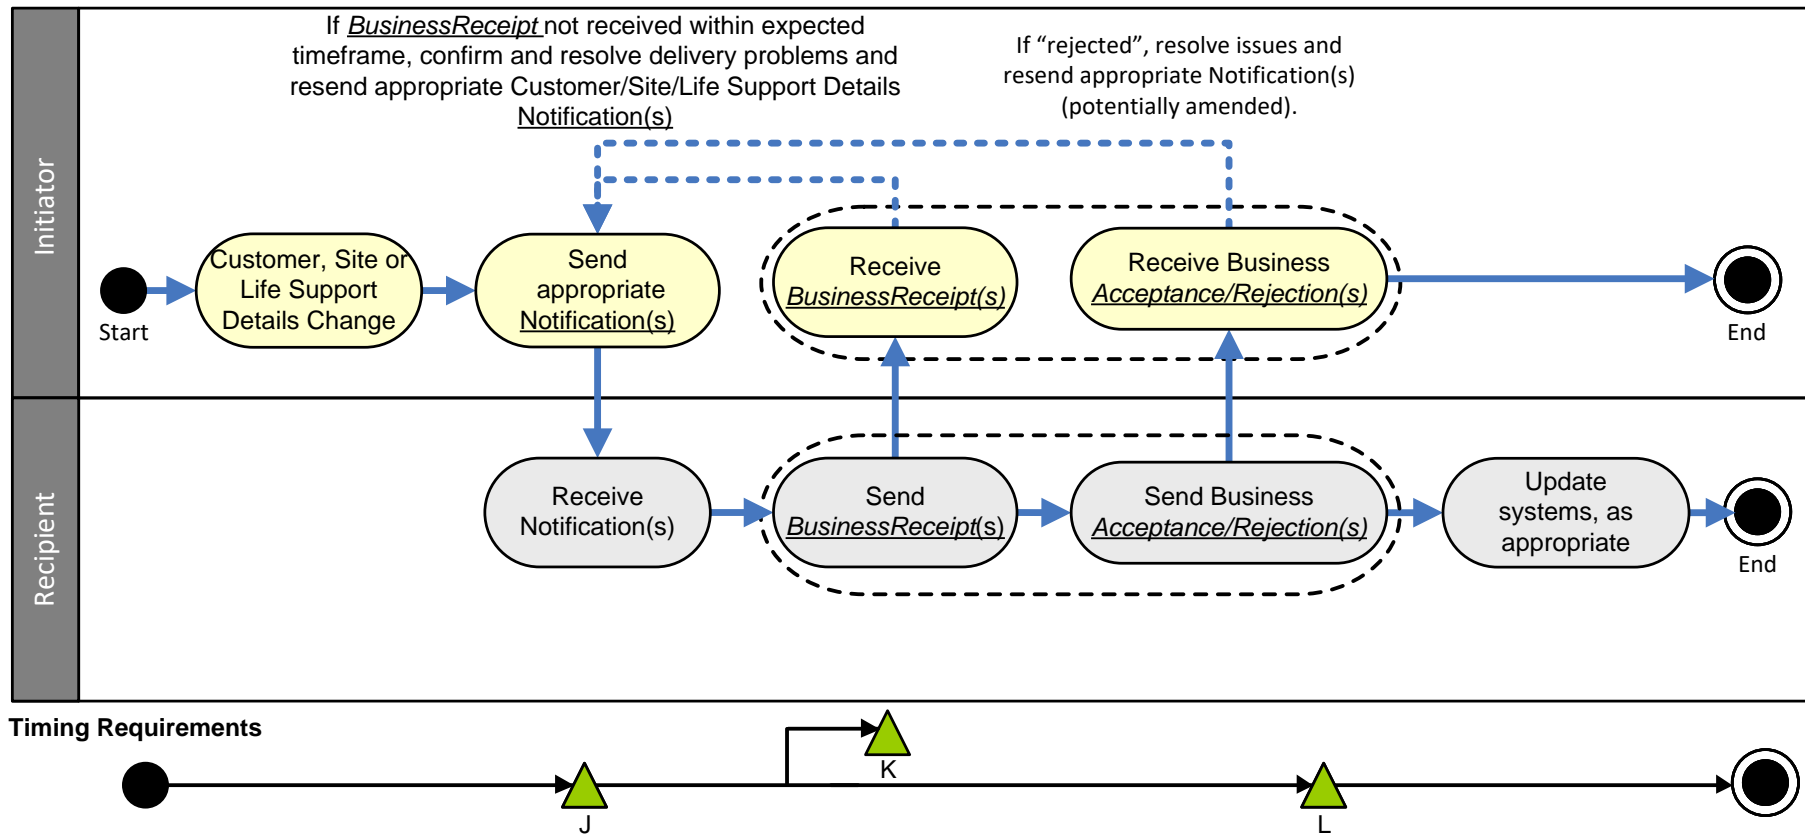 If BusinessReceipt not received within expected
timeframe, confirm and resolve delivery problems and
resend appropriate Customer/Site/Life Support Details
Notification(s)
If “rejected”, resolve issues and
resend appropriate Notification(s)
(potentially amended).
Initiator
Start
Customer, Site or
Life Support
Details Change
Send
appropriate
Notification(s)
Receive
BusinessReceipt(s)
Receive Business
Acceptance/Rejection(s)
End
Recipient
Receive
Notification(s)
Send
BusinessReceipt(s)
Send Business
Acceptance/Rejection(s)
Update
systems, as
appropriate
End
Timing Requirements
J
K
L